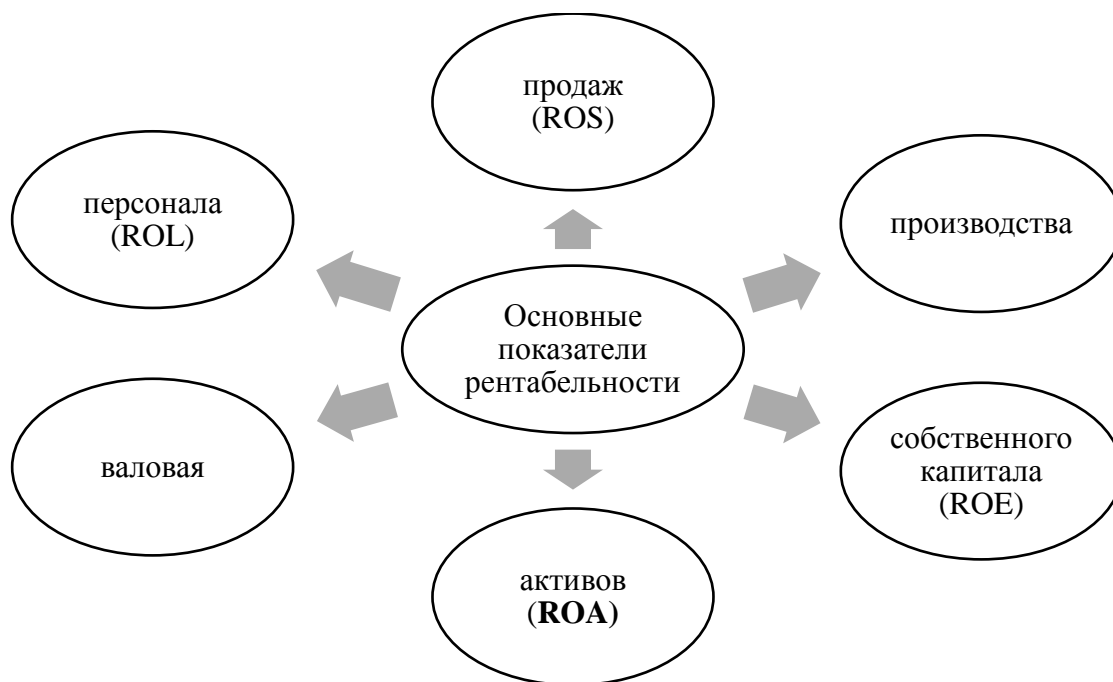 продаж
(ROS)
персонала
(ROL)
производства
Основные
показатели
рентабельности
валовая
собственного
капитала
(ROE)
активов
(ROA)